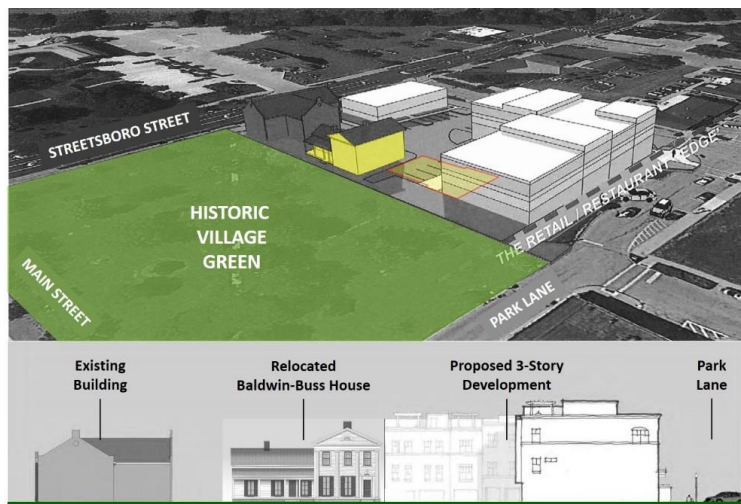 STREETSBORO STREET
HISTORIC
VILLAGE
GREEN
MAIN STREET
THE RETAIL / RESTAURANT "EDGE"
PARK LANE
Existing
Building
Relocated
Baldwin-Buss House
Proposed 3-Story
Development
Park
Lane